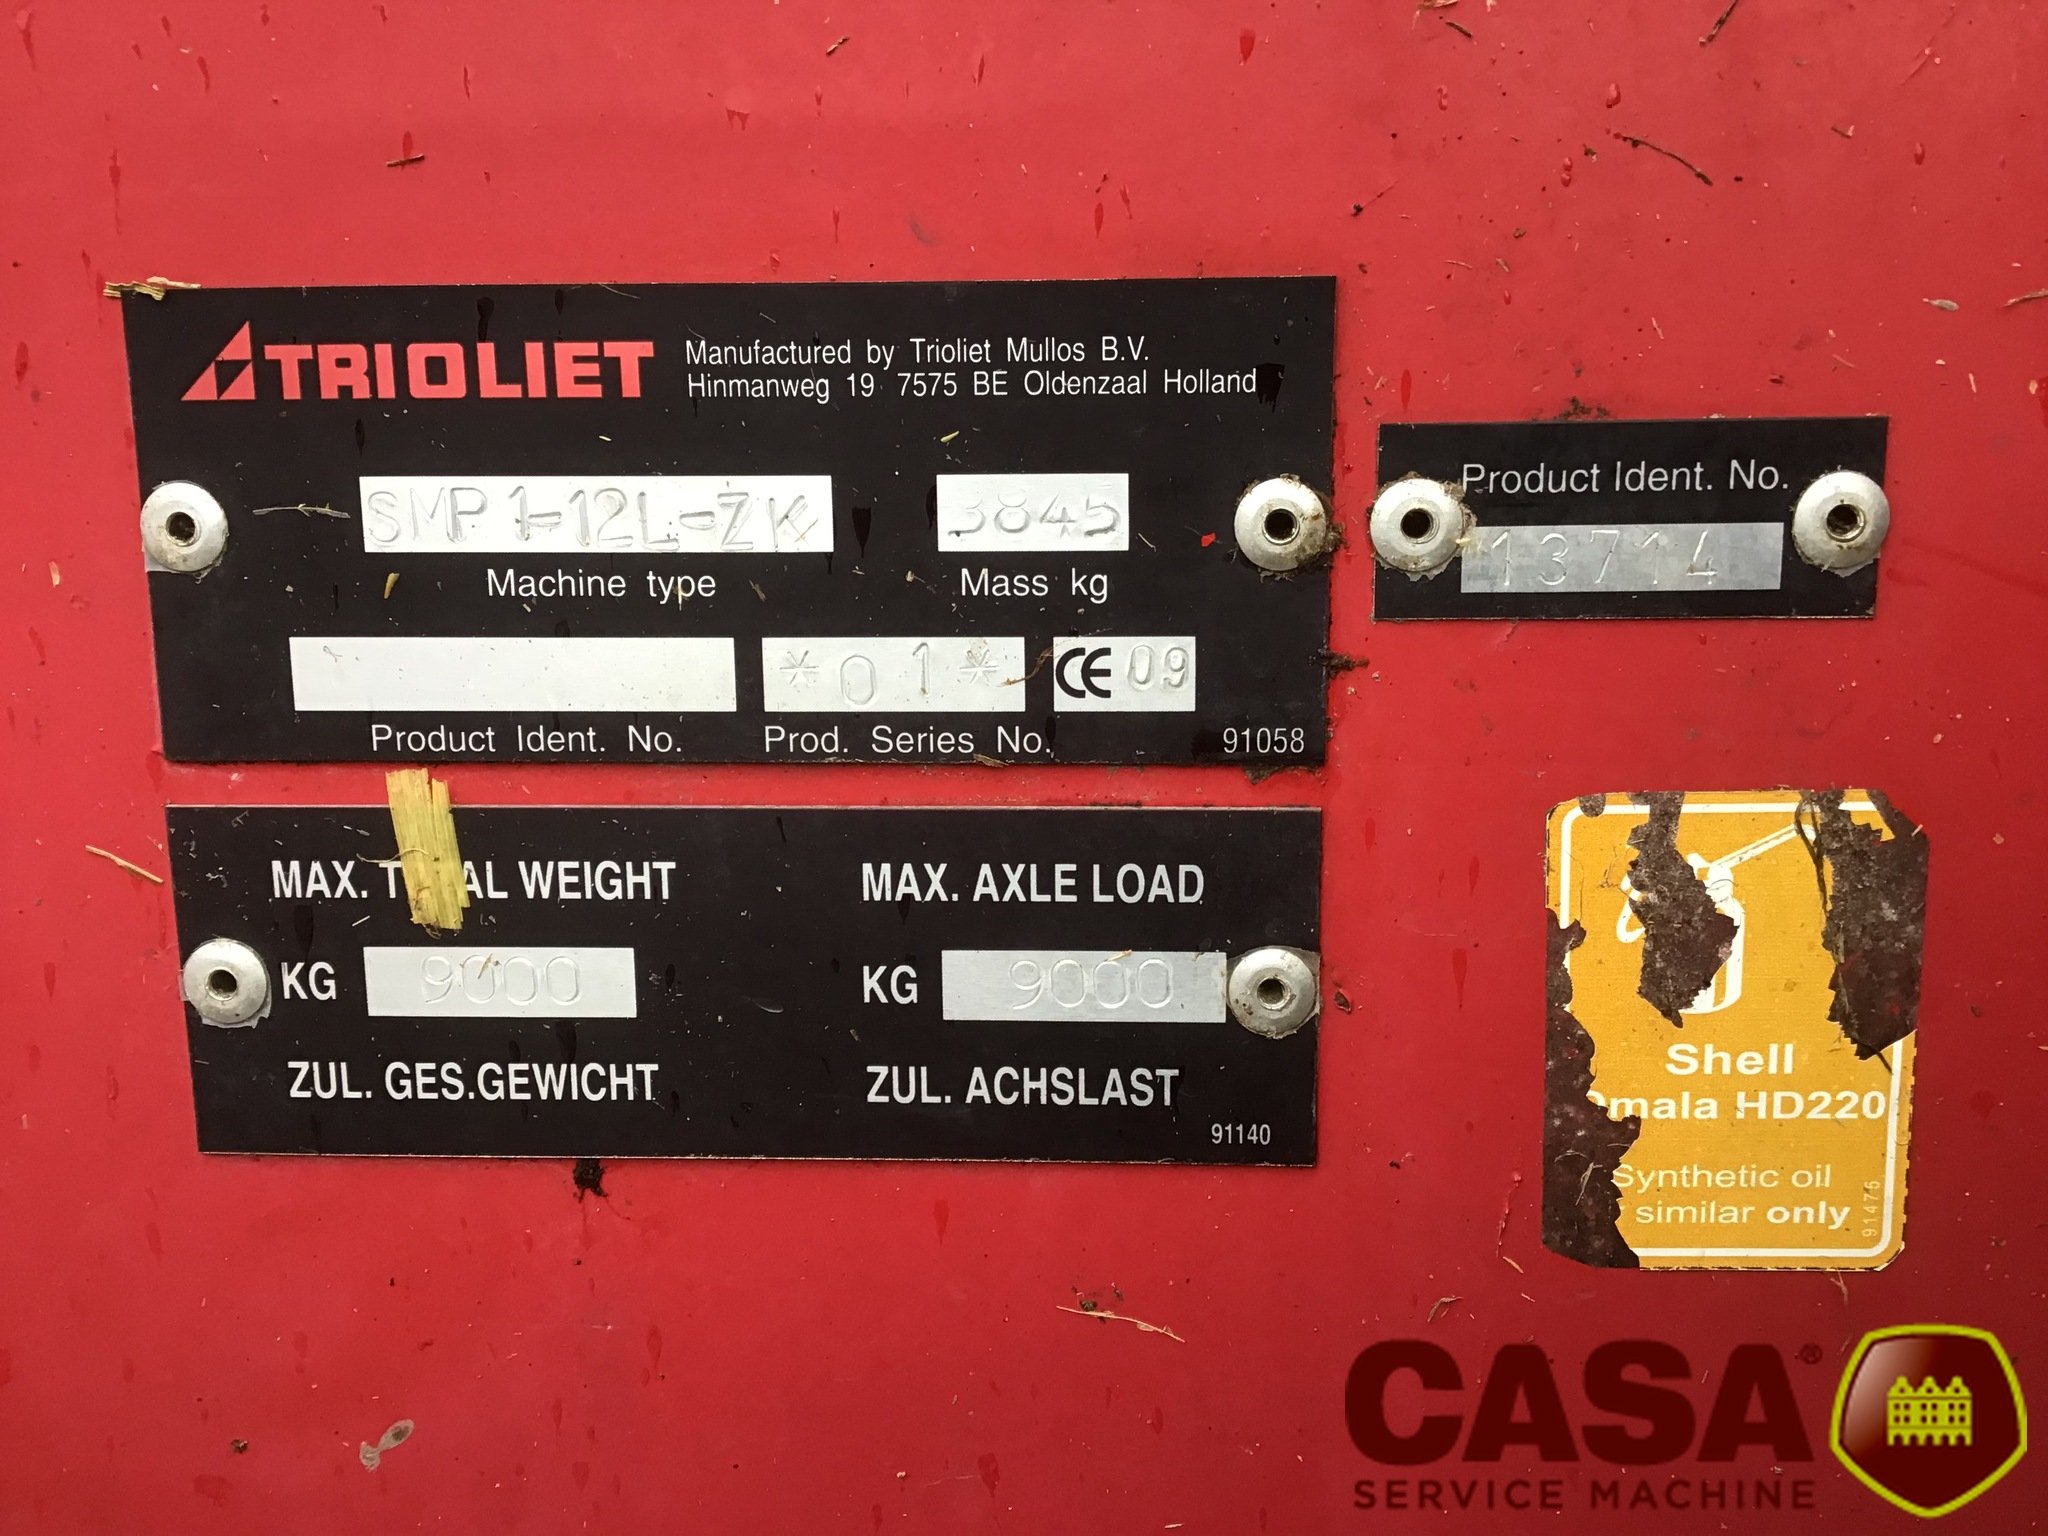 TRIOLIET
Manufactured by Trioliet Mullos B.V.
Hinmanweg 19 7575 BE Oldenzaal Holland
SMP 1-12L-ZK
3845
Machine type
Mass kg
*01*
CE 09
Product Ident. No.
Prod. Series No.
91058
Product Ident. No.
13714
MAX. TOTAL WEIGHT
MAX. AXLE LOAD
KG 9000
KG 9000
ZUL. GES.GEWICHT
ZUL. ACHSLAST
91140
Shell
Omala HD220
Synthetic oil
similar only
91475
CASA®
SERVICE MACHINE